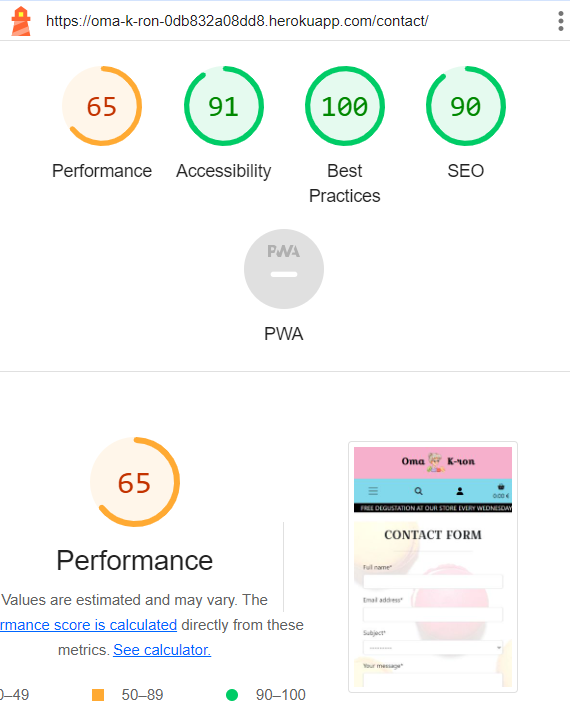 https://oma-k-ron-0db832a08dd8.herokuapp.com/contact/
65
91
100
90
Performance
Accessibility
Best
Practices
SEO
PWA
PWA
65
Performance
Values are estimated and may vary. The
rmance score is calculated directly from these
metrics. See calculator.
0–49
50–89
90–100
Oma K-ron
0.00 €
FREE DEGUSTATION AT OUR STORE EVERY WEDNESDAY
CONTACT FORM
Full name*
Email address*
Subject*
Your message*